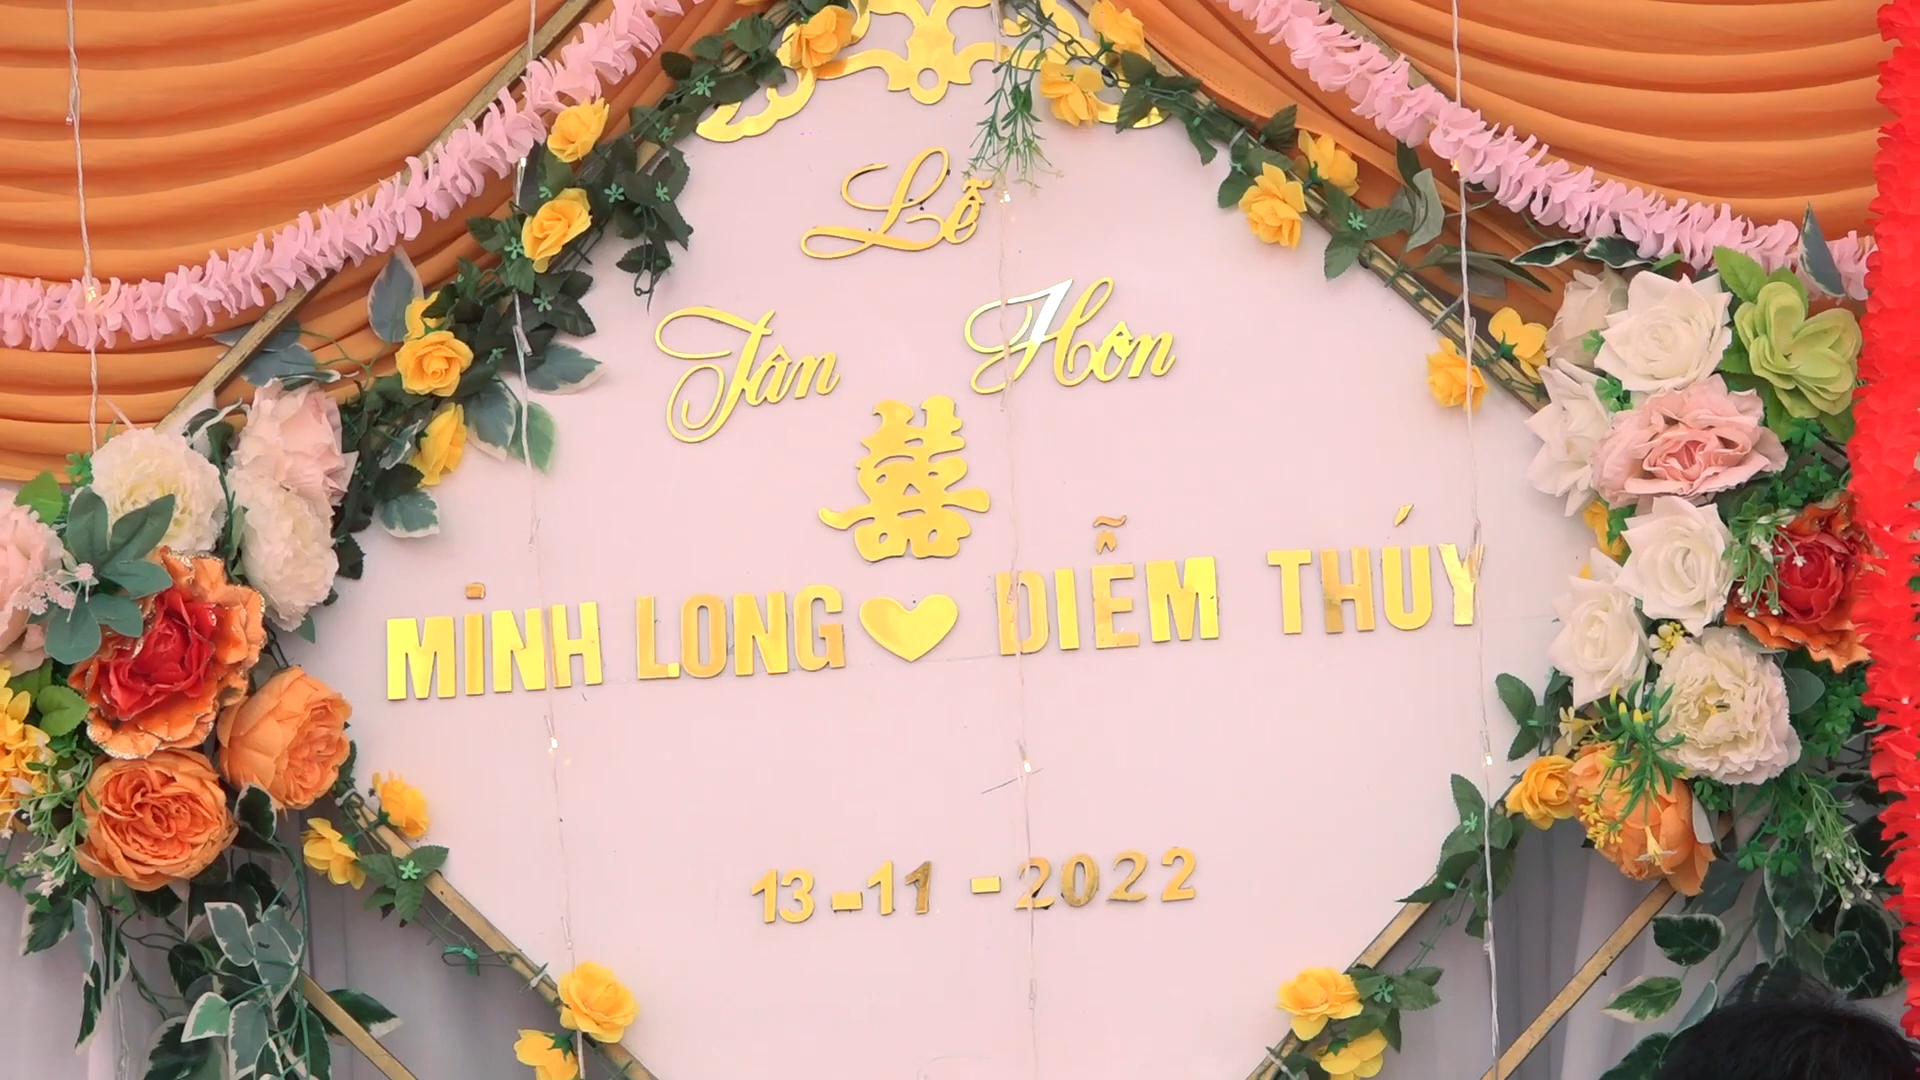 Lễ
Tân Hôn
囍
MINH LONG ♥ DIỄM THÚY
13-11-2022